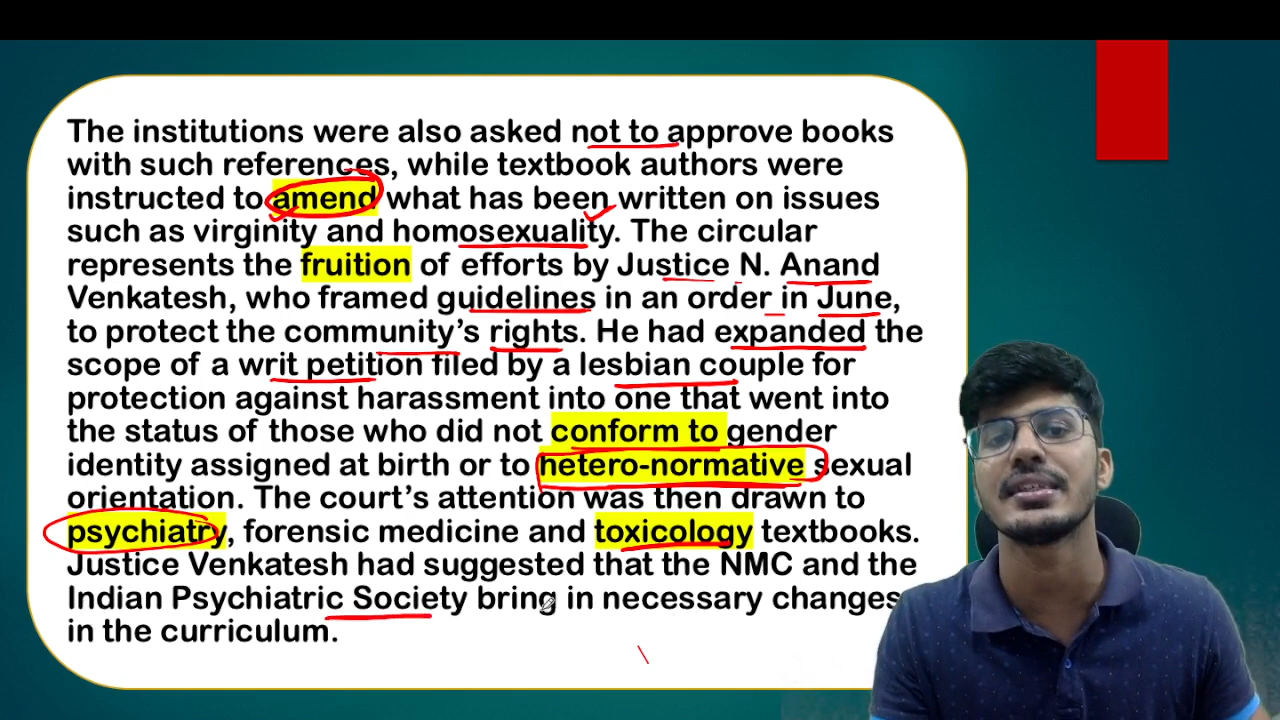 The institutions were also asked not to approve books
with such references, while textbook authors were
instructed to amend what has been written on issues
such as virginity and homosexuality. The circular
represents the fruition of efforts by Justice N. Anand
Venkatesh, who framed guidelines in an order in June,
to protect the community's rights. He had expanded the
scope of a writ petition filed by a lesbian couple for
protection against harassment into one that went into
the status of those who did not conform to gender
identity assigned at birth or to hetero-normative sexual
orientation. The court's attention was then drawn to
psychiatry, forensic medicine and toxicology textbooks.
Justice Venkatesh had suggested that the NMC and the
Indian Psychiatric Society bring in necessary changes
in the curriculum.